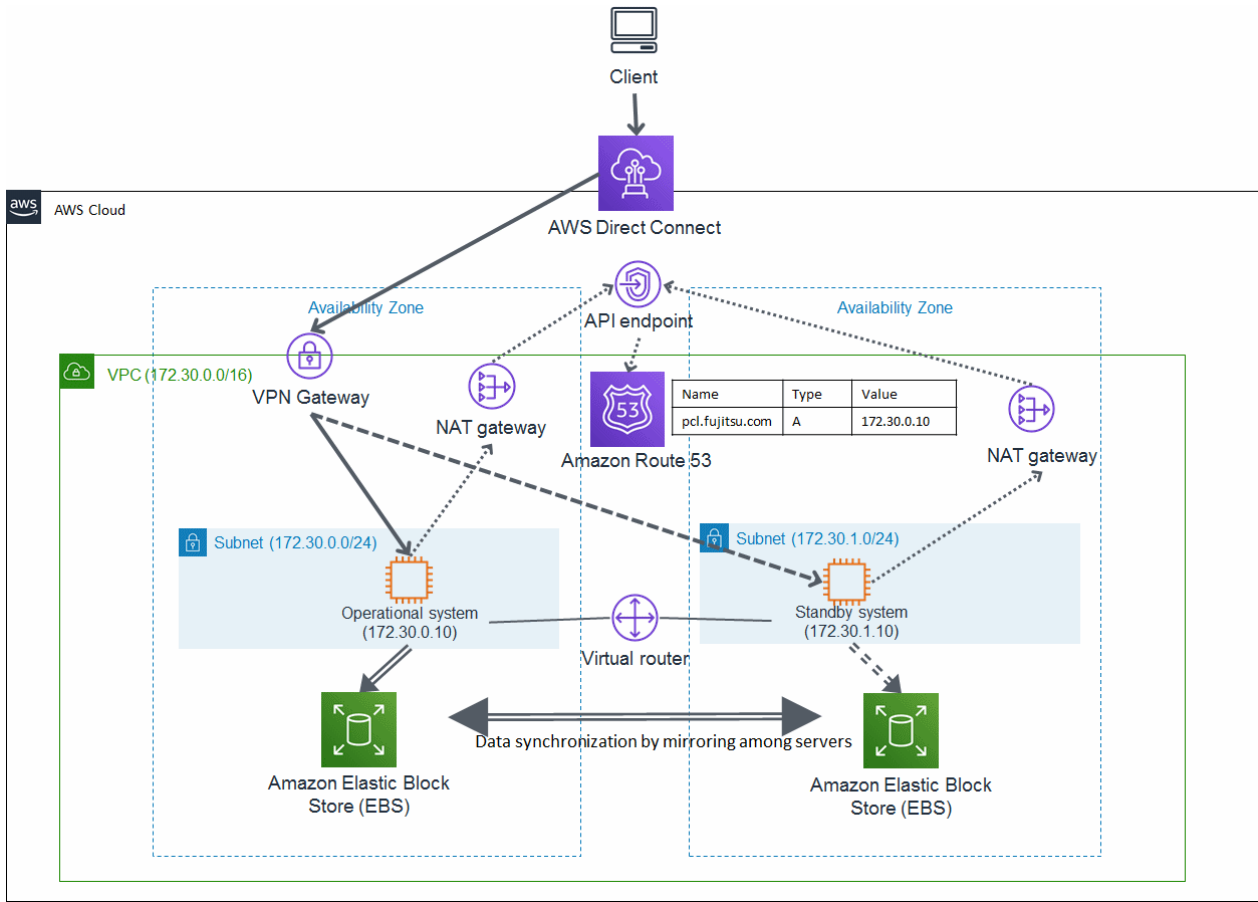 Client
aws
AWS Cloud
AWS Direct Connect
Availability Zone
API endpoint
Availability Zone
VPC (172.30.0.0/16)
VPN Gateway
NAT gateway
53
Name Type Value
pcl.fujitsu.com A 172.30.0.10
Amazon Route 53
NAT gateway
Subnet (172.30.0.0/24)
Subnet (172.30.1.0/24)
Operational system
(172.30.0.10)
Virtual router
Standby system
(172.30.1.10)
Data synchronization by mirroring among servers
Amazon Elastic Block
Store (EBS)
Amazon Elastic Block
Store (EBS)